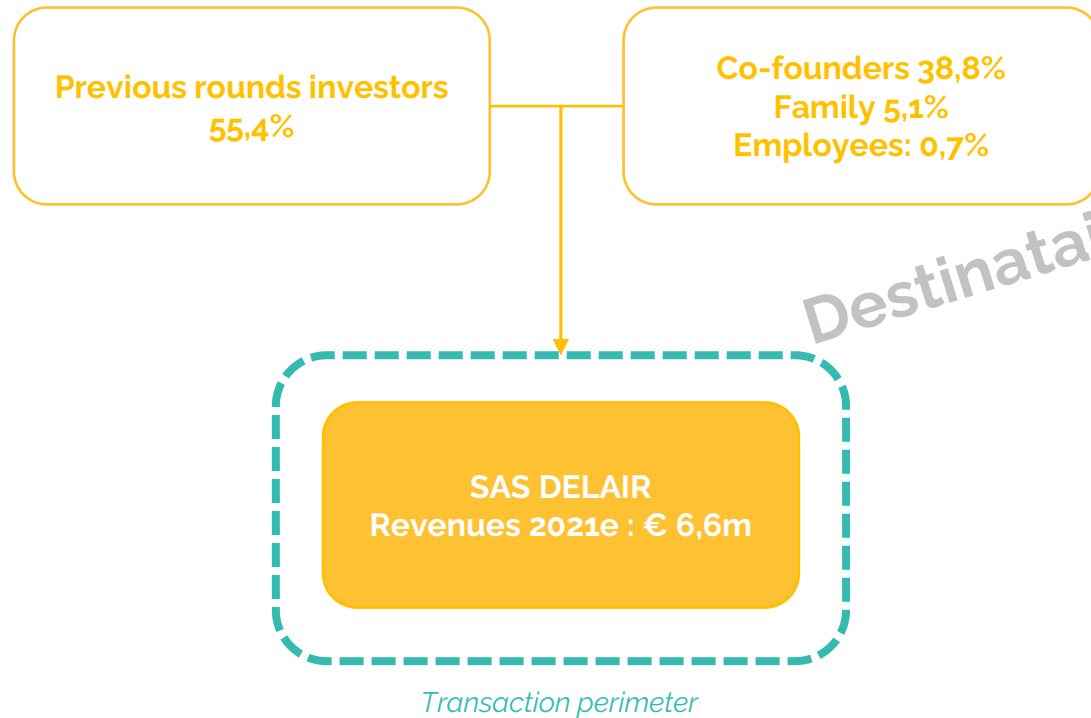 Previous rounds investors
55,4%
Co-founders 38,8%
Family 5,1%
Employees: 0,7%
SAS DELAIR
Revenues 2021e : € 6,6m
Transaction perimeter